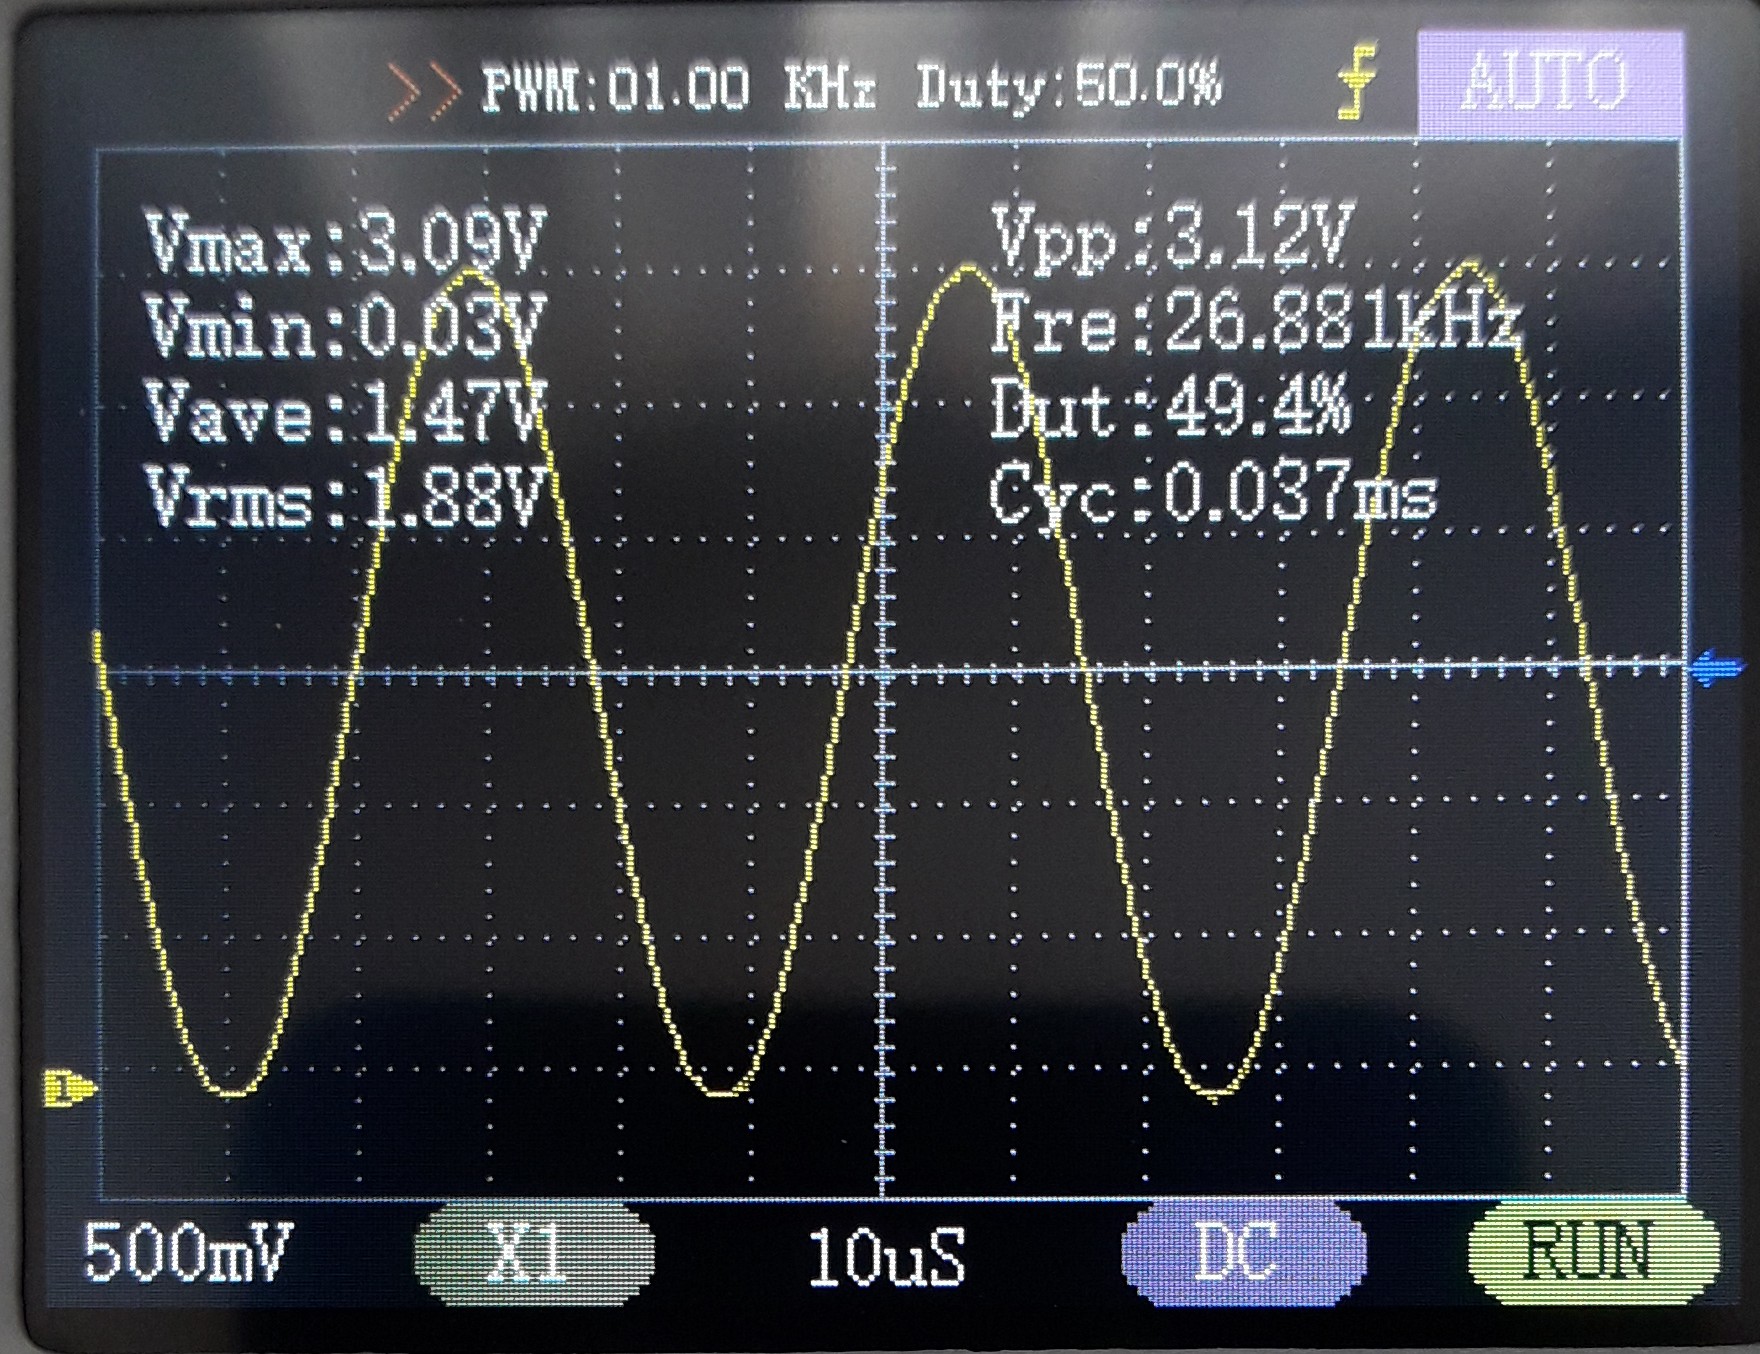 >> PWM:01.00 KHz Duty:50.0% AUTO
Vmax:3.09V
Vmin:0.03V
Vave:1.47V
Vrms:1.88V
Vpp:3.12V
Fre:26.881kHz
Dut:49.4%
Cyc:0.037ms
1
500mV X1 10uS DC RUN